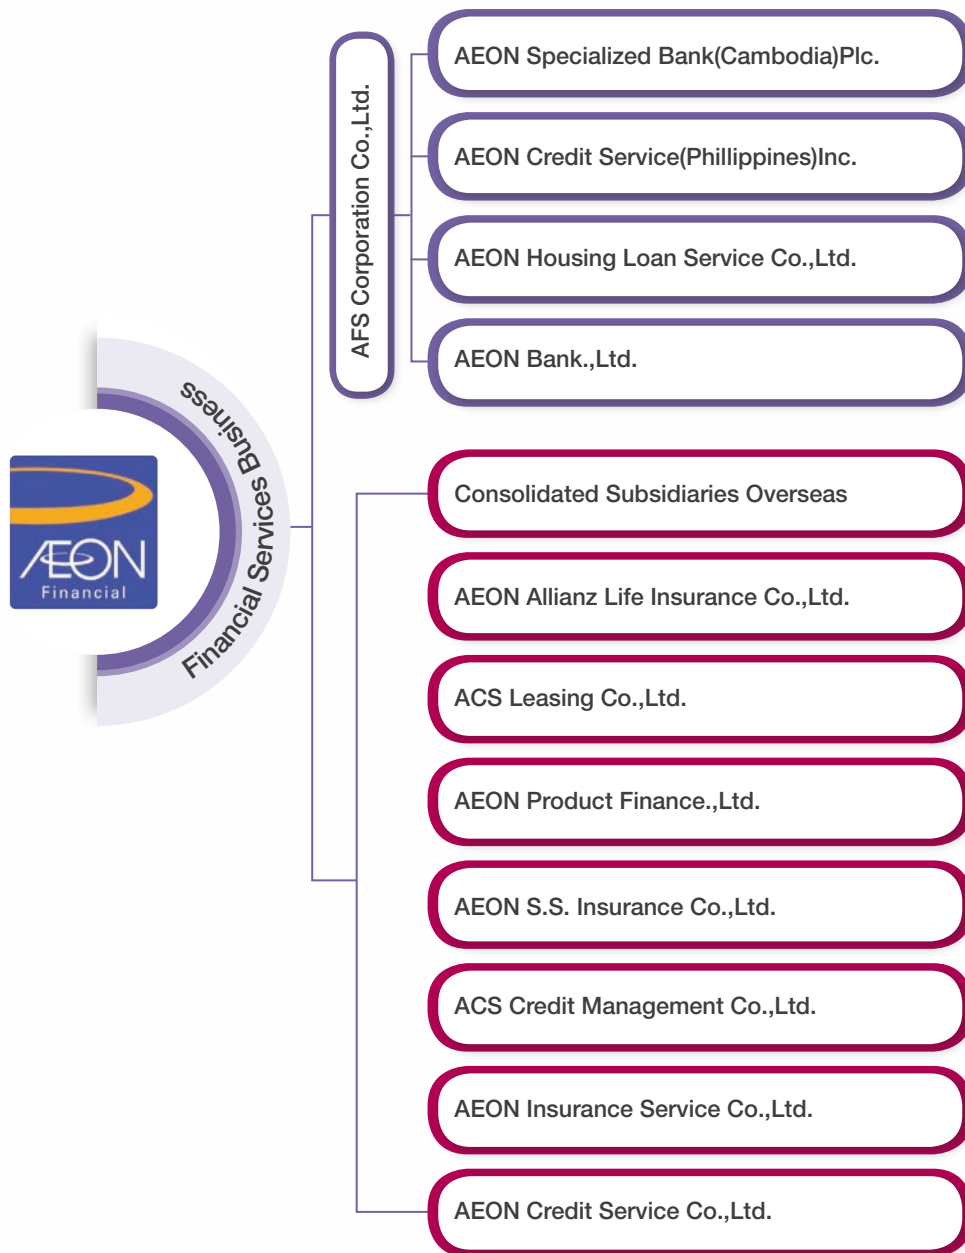 ÆON
Financial
Financial Services Business
AFS Corporation Co.,Ltd.
AEON Specialized Bank(Cambodia)Plc.
AEON Credit Service(Phillippines)Inc.
AEON Housing Loan Service Co.,Ltd.
AEON Bank.,Ltd.
Consolidated Subsidiaries Overseas
AEON Allianz Life Insurance Co.,Ltd.
ACS Leasing Co.,Ltd.
AEON Product Finance.,Ltd.
AEON S.S. Insurance Co.,Ltd.
ACS Credit Management Co.,Ltd.
AEON Insurance Service Co.,Ltd.
AEON Credit Service Co.,Ltd.